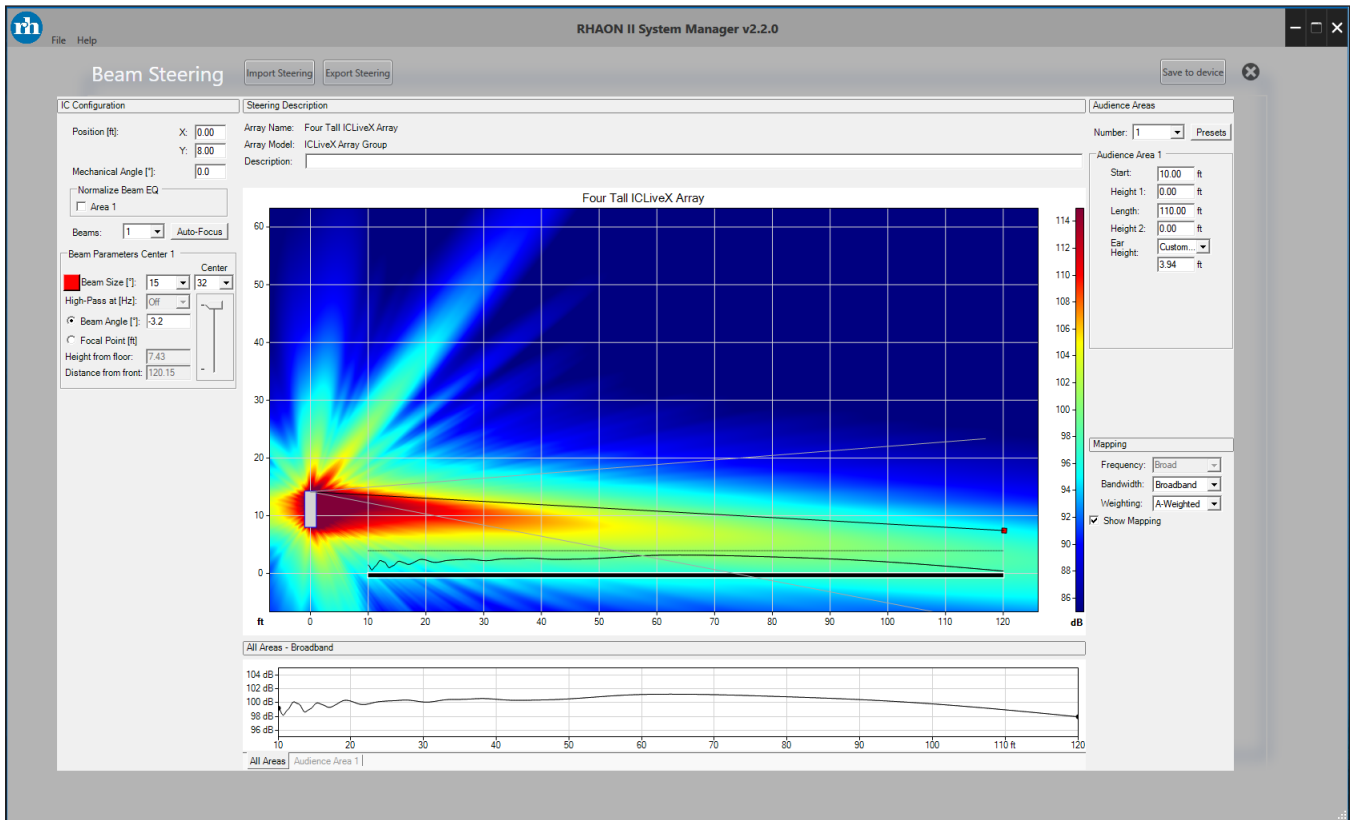 rh
File Help
RHAON II System Manager v2.2.0
Beam Steering
Import Steering
Export Steering
Save to device
IC Configuration
Position [ft]: X: 0.00
Y: 8.00
Mechanical Angle [°]: 0.0
Normalize Beam EQ
Area 1
Beams: 1 Auto-Focus
Beam Parameters Center 1
Center
Beam Size [°]: 15 32
High-Pass at [Hz]: Off
Beam Angle [°]: -3.2
Focal Point [ft]
Height from floor: 7.43
Distance from front: 120.15
Steering Description
Array Name: Four Tall ICLiveX Array
Array Model: ICLiveX Array Group
Description:
Four Tall ICLiveX Array
60
50
40
30
20
10
0
ft 0 10 20 30 40 50 60 70 80 90 100 110 120
114
112
110
108
106
104
102
100
98
96
94
92
90
88
86
dB
All Areas - Broadband
104 dB
102 dB
100 dB
98 dB
96 dB
10 20 30 40 50 60 70 80 90 100 110 ft 120
All Areas Audience Area 1
Audience Areas
Number: 1 Presets
Audience Area 1
Start: 10.00 ft
Height 1: 0.00 ft
Length: 110.00 ft
Height 2: 0.00 ft
Ear Height: Custom...
3.94 ft
Mapping
Frequency: Broad
Bandwidth: Broadband
Weighting: A-Weighted
Show Mapping